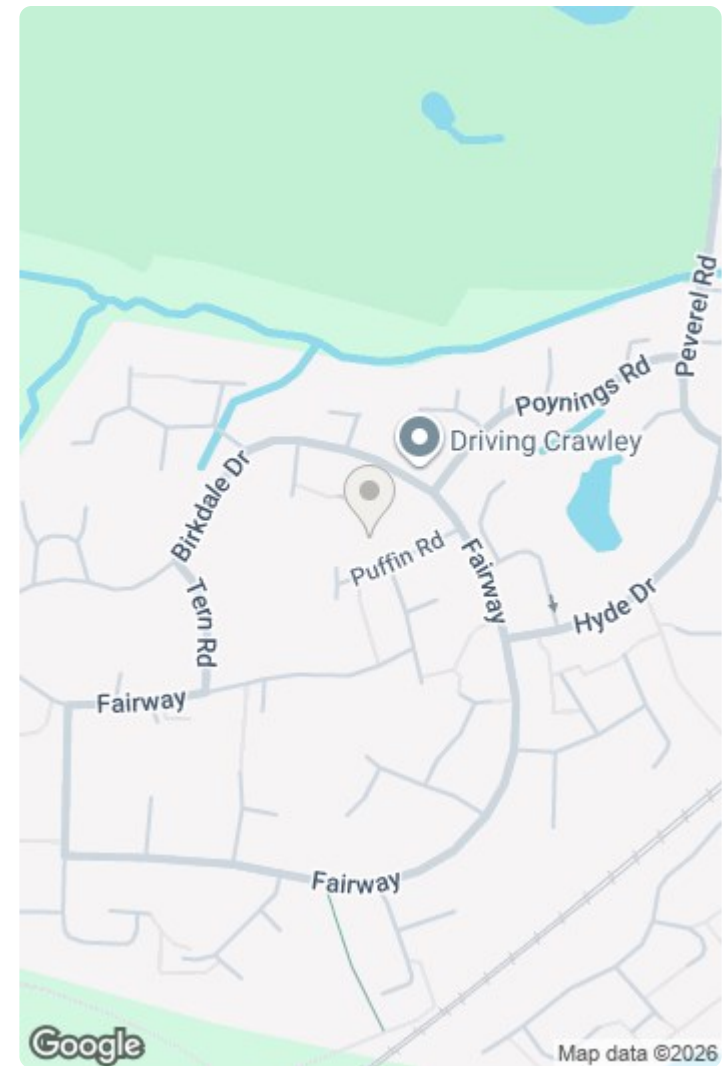 Peverel Rd
Poynings Rd
Driving Crawley
Birkdale Dr
Puffin Rd
Fairway
Tern Rd
Hyde Dr
Fairway
Fairway
Google
Map data ©2026